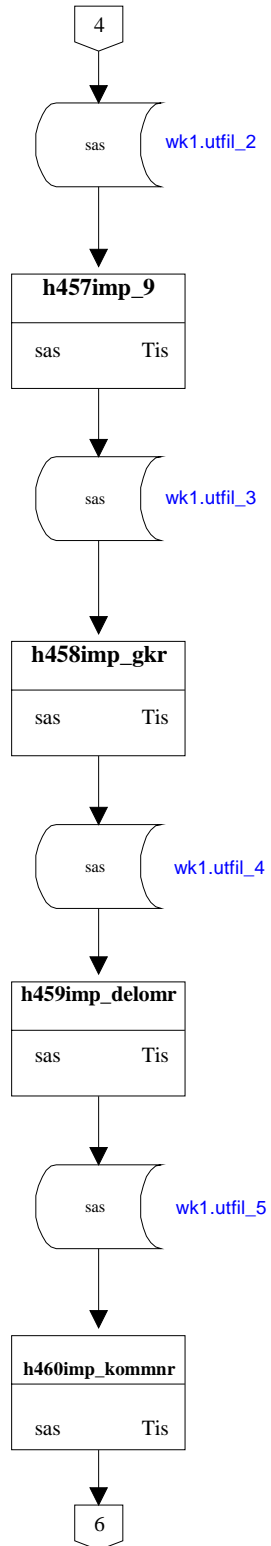 4
sas wk1.utfil_2
h457imp_9
sas Tis
sas wk1.utfil_3
h458imp_gkr
sas Tis
sas wk1.utfil_4
h459imp_delomr
sas Tis
sas wk1.utfil_5
h460imp_kommnr
sas Tis
6